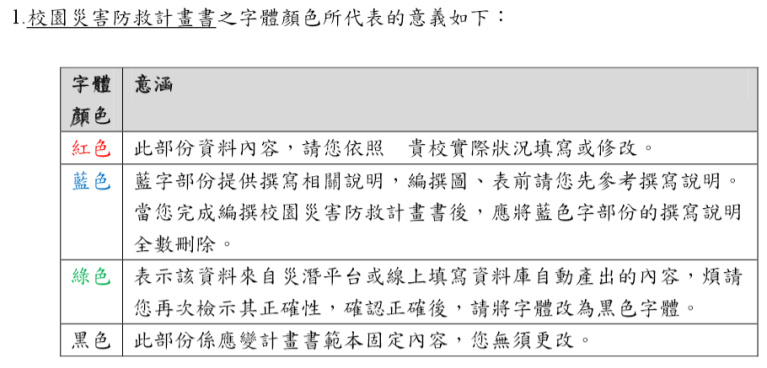 1.校園災害防救計畫書之字體顏色所代表的意義如下：
字體 意涵
顏色
紅色 此部份資料內容，請您依照　貴校實際狀況填寫或修改。
藍色 藍字部份提供撰寫相關說明，編撰圖、表前請您先參考撰寫說明。
當您完成編撰校園災害防救計畫書後，應將藍色字部份的撰寫說明
全數刪除。
綠色 表示該資料來自災潛平台或線上填寫資料庫自動產出的內容，煩請
您再次檢示其正確性，確認正確後，請將字體改為黑色字體。
黑色 此部份係應變計畫書範本固定內容，您無須更改。